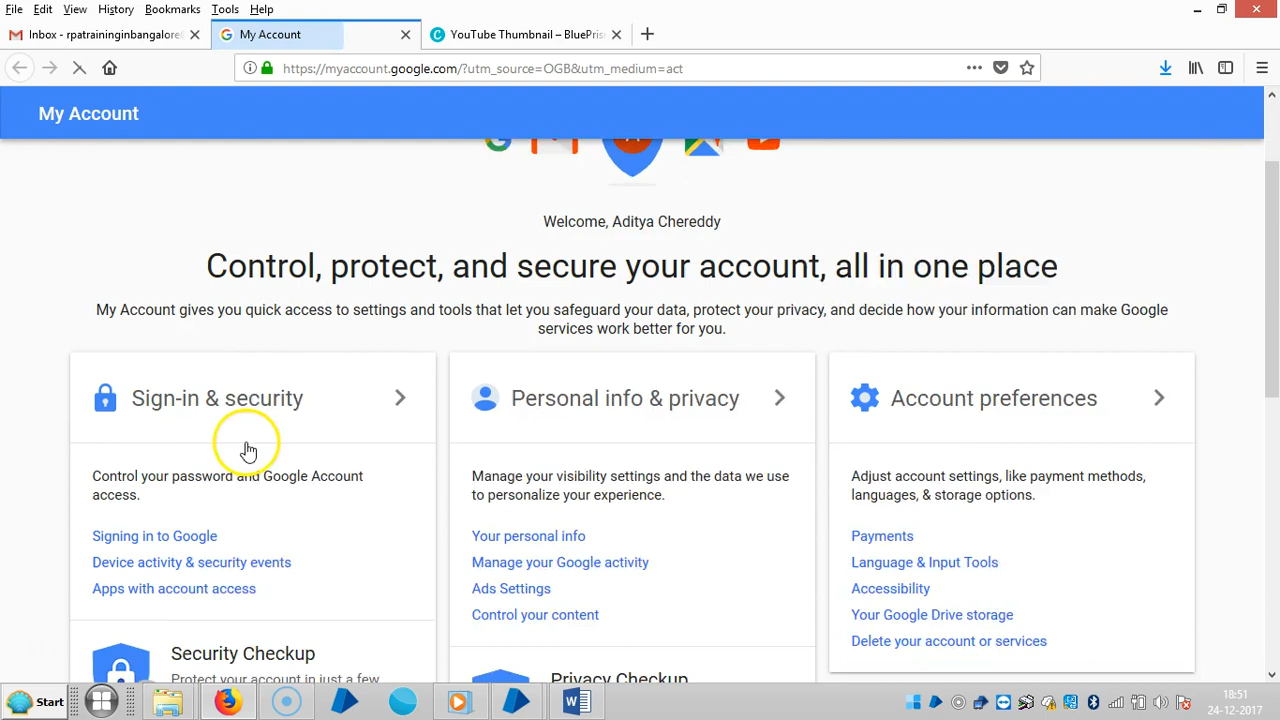 File Edit View History Bookmarks Tools Help
Inbox - rpatraininginbangalore@ My Account YouTube Thumbnail – BluePris
https://myaccount.google.com/?utm_source=OGB&utm_medium=act
My Account
Welcome, Aditya Chereddy
Control, protect, and secure your account, all in one place
My Account gives you quick access to settings and tools that let you safeguard your data, protect your privacy, and decide how your information can make Google
services work better for you.
Sign-in & security
Control your password and Google Account
access.
Signing in to Google
Device activity & security events
Apps with account access
Security Checkup
Protect your account in just a few
Personal info & privacy
Manage your visibility settings and the data we use
to personalize your experience.
Your personal info
Manage your Google activity
Ads Settings
Control your content
Privacy Checkup
Account preferences
Adjust account settings, like payment methods,
languages, & storage options.
Payments
Language & Input Tools
Accessibility
Your Google Drive storage
Delete your account or services
Start
18:51
24-12-2017